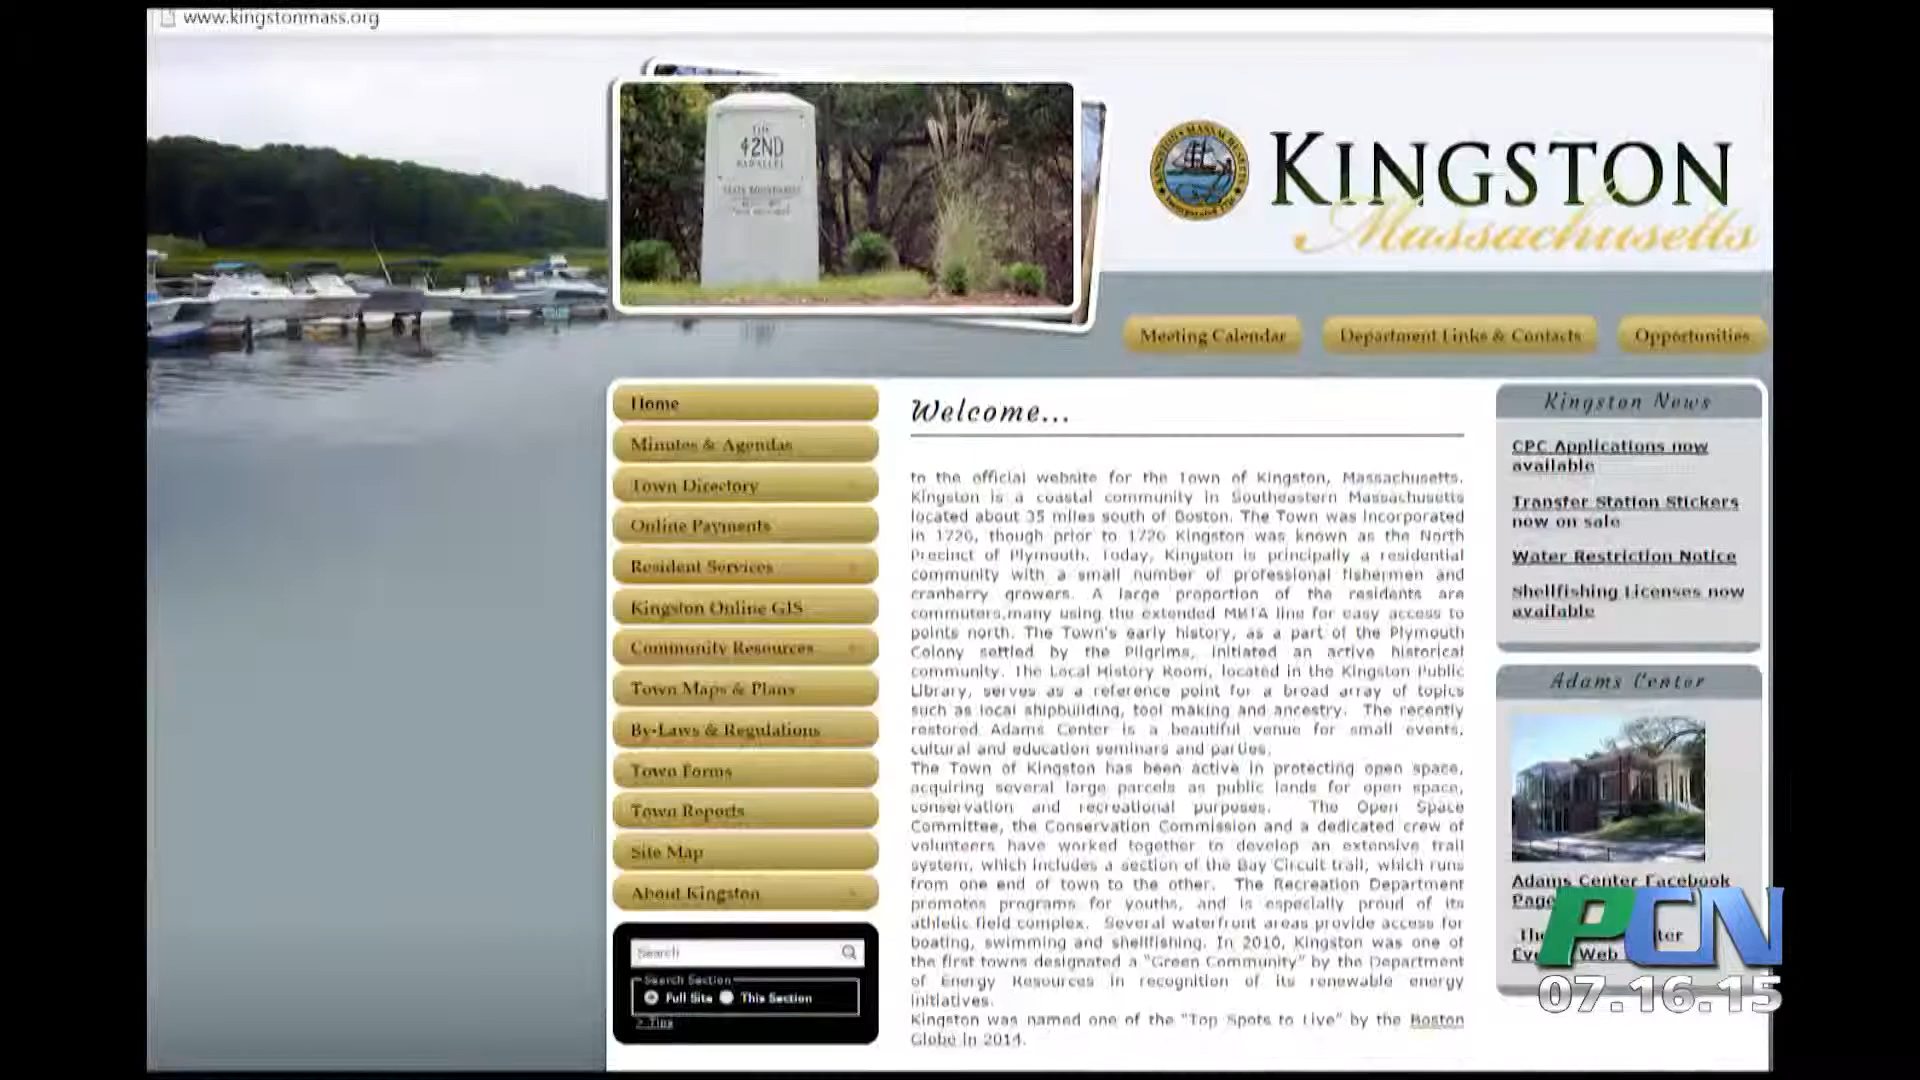 www.kingstonmass.org
THE
42ND
PARALLEL
STATE BOUNDARIES
KINGSTON
Massachusetts
Meeting Calendar
Department Links & Contacts
Opportunities
Home
Minutes & Agendas
Town Directory
Online Payments
Resident Services
Kingston Online GIS
Community Resources
Town Maps & Plans
By-Laws & Regulations
Town Forms
Town Reports
Site Map
About Kingston
Search
Search Section
Full Site This Section
> Tips
Welcome...
to the official website for the Town of Kingston, Massachusetts.
Kingston is a coastal community in Southeastern Massachusetts
located about 35 miles south of Boston. The Town was incorporated
in 1726, though prior to 1726 Kingston was known as the North
Precinct of Plymouth. Today, Kingston is principally a residential
community with a small number of professional fishermen and
cranberry growers. A large proportion of the residents are
commuters,many using the extended MBTA line for easy access to
points north. The Town's early history, as a part of the Plymouth
Colony settled by the Pilgrims, initiated an active historical
community. The Local History Room, located in the Kingston Public
Library, serves as a reference point for a broad array of topics
such as local shipbuilding, tool making and ancestry. The recently
restored Adams Center is a beautiful venue for small events,
cultural and education seminars and parties.
The Town of Kingston has been active in protecting open space,
acquiring several large parcels as public lands for open space,
conservation and recreational purposes. The Open Space
Committee, the Conservation Commission and a dedicated crew of
volunteers have worked together to develop an extensive trail
system, which includes a section of the Bay Circuit trail, which runs
from one end of town to the other. The Recreation Department
promotes programs for youths, and is especially proud of its
athletic field complex. Several waterfront areas provide access for
boating, swimming and shellfishing. In 2010, Kingston was one of
the first towns designated a "Green Community" by the Department
of Energy Resources in recognition of its renewable energy
initiatives.
Kingston was named one of the "Top Spots to Live" by the Boston
Globe in 2014.
Kingston News
CPC Applications now
available
Transfer Station Stickers
now on sale
Water Restriction Notice
Shellfishing Licenses now
available
Adams Center
Adams Center Facebook
Page
Web
PCN
07.16.15